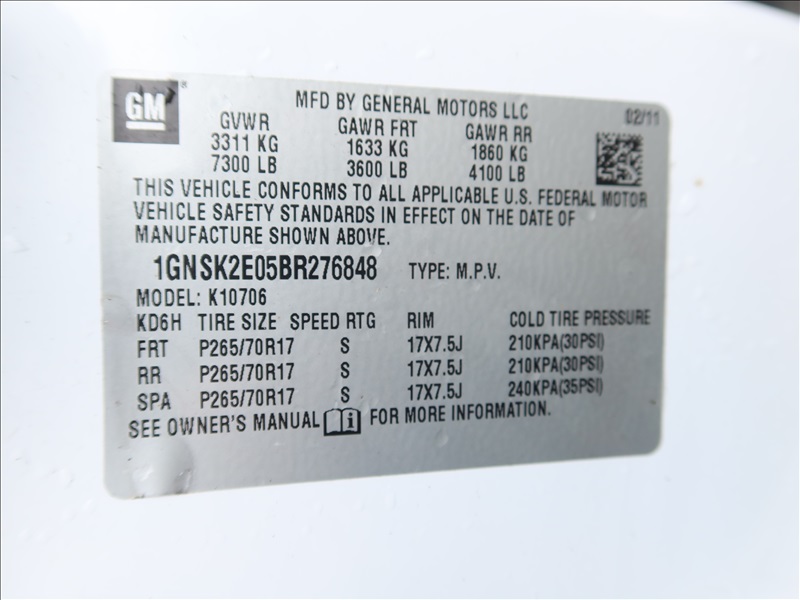 GM
MFD BY GENERAL MOTORS LLC 02/11
GVWR GAWR FRT GAWR RR
3311 KG 1633 KG 1860 KG
7300 LB 3600 LB 4100 LB
THIS VEHICLE CONFORMS TO ALL APPLICABLE U.S. FEDERAL MOTOR
VEHICLE SAFETY STANDARDS IN EFFECT ON THE DATE OF
MANUFACTURE SHOWN ABOVE.
1GNSK2E05BR276848 TYPE: M.P.V.
MODEL: K10706
KD6H TIRE SIZE SPEED RTG RIM COLD TIRE PRESSURE
FRT P265/70R17 S 17X7.5J 210KPA(30PSI)
RR P265/70R17 S 17X7.5J 210KPA(30PSI)
SPA P265/70R17 S 17X7.5J 240KPA(35PSI)
SEE OWNER'S MANUAL i FOR MORE INFORMATION.